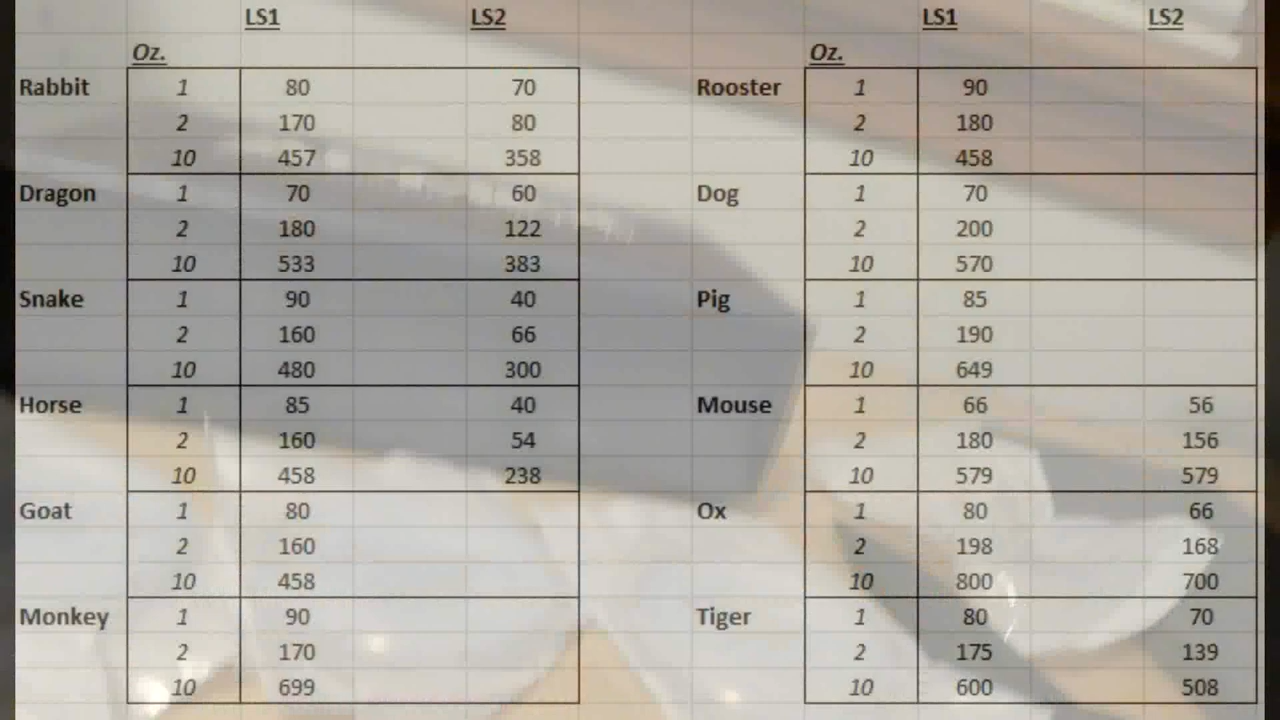 LS1 LS2 LS1 LS2
Oz. Oz.
Rabbit 1 80 70 Rooster 1 90
2 170 80 2 180
10 457 358 10 458
Dragon 1 70 60 Dog 1 70
2 180 122 2 200
10 533 383 10 570
Snake 1 90 40 Pig 1 85
2 160 66 2 190
10 480 300 10 649
Horse 1 85 40 Mouse 1 66 56
2 160 54 2 180 156
10 458 238 10 579 579
Goat 1 80 Ox 1 80 66
2 160 2 198 168
10 458 10 800 700
Monkey 1 90 Tiger 1 80 70
2 170 2 175 139
10 699 10 600 508